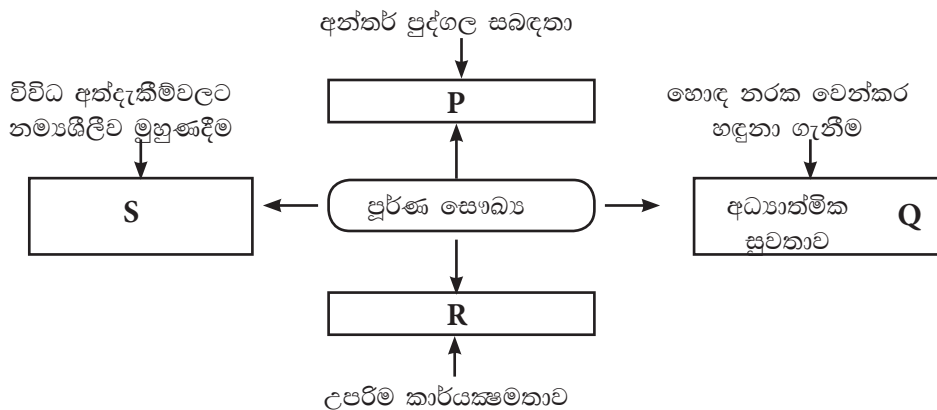 අන්තර් පුද්ගල සබඳතා
P
විවිධ අත්දැකීම්වලට
නම්‍යශීලීව මුහුණදීම
හොඳ නරක වෙන්කර
හඳුනා ගැනීම
S
පූර්ණ සෞඛ්‍ය
අධ්‍යාත්මික
සුවතාව
Q
R
උපරිම කාර්යක්ෂමතාව